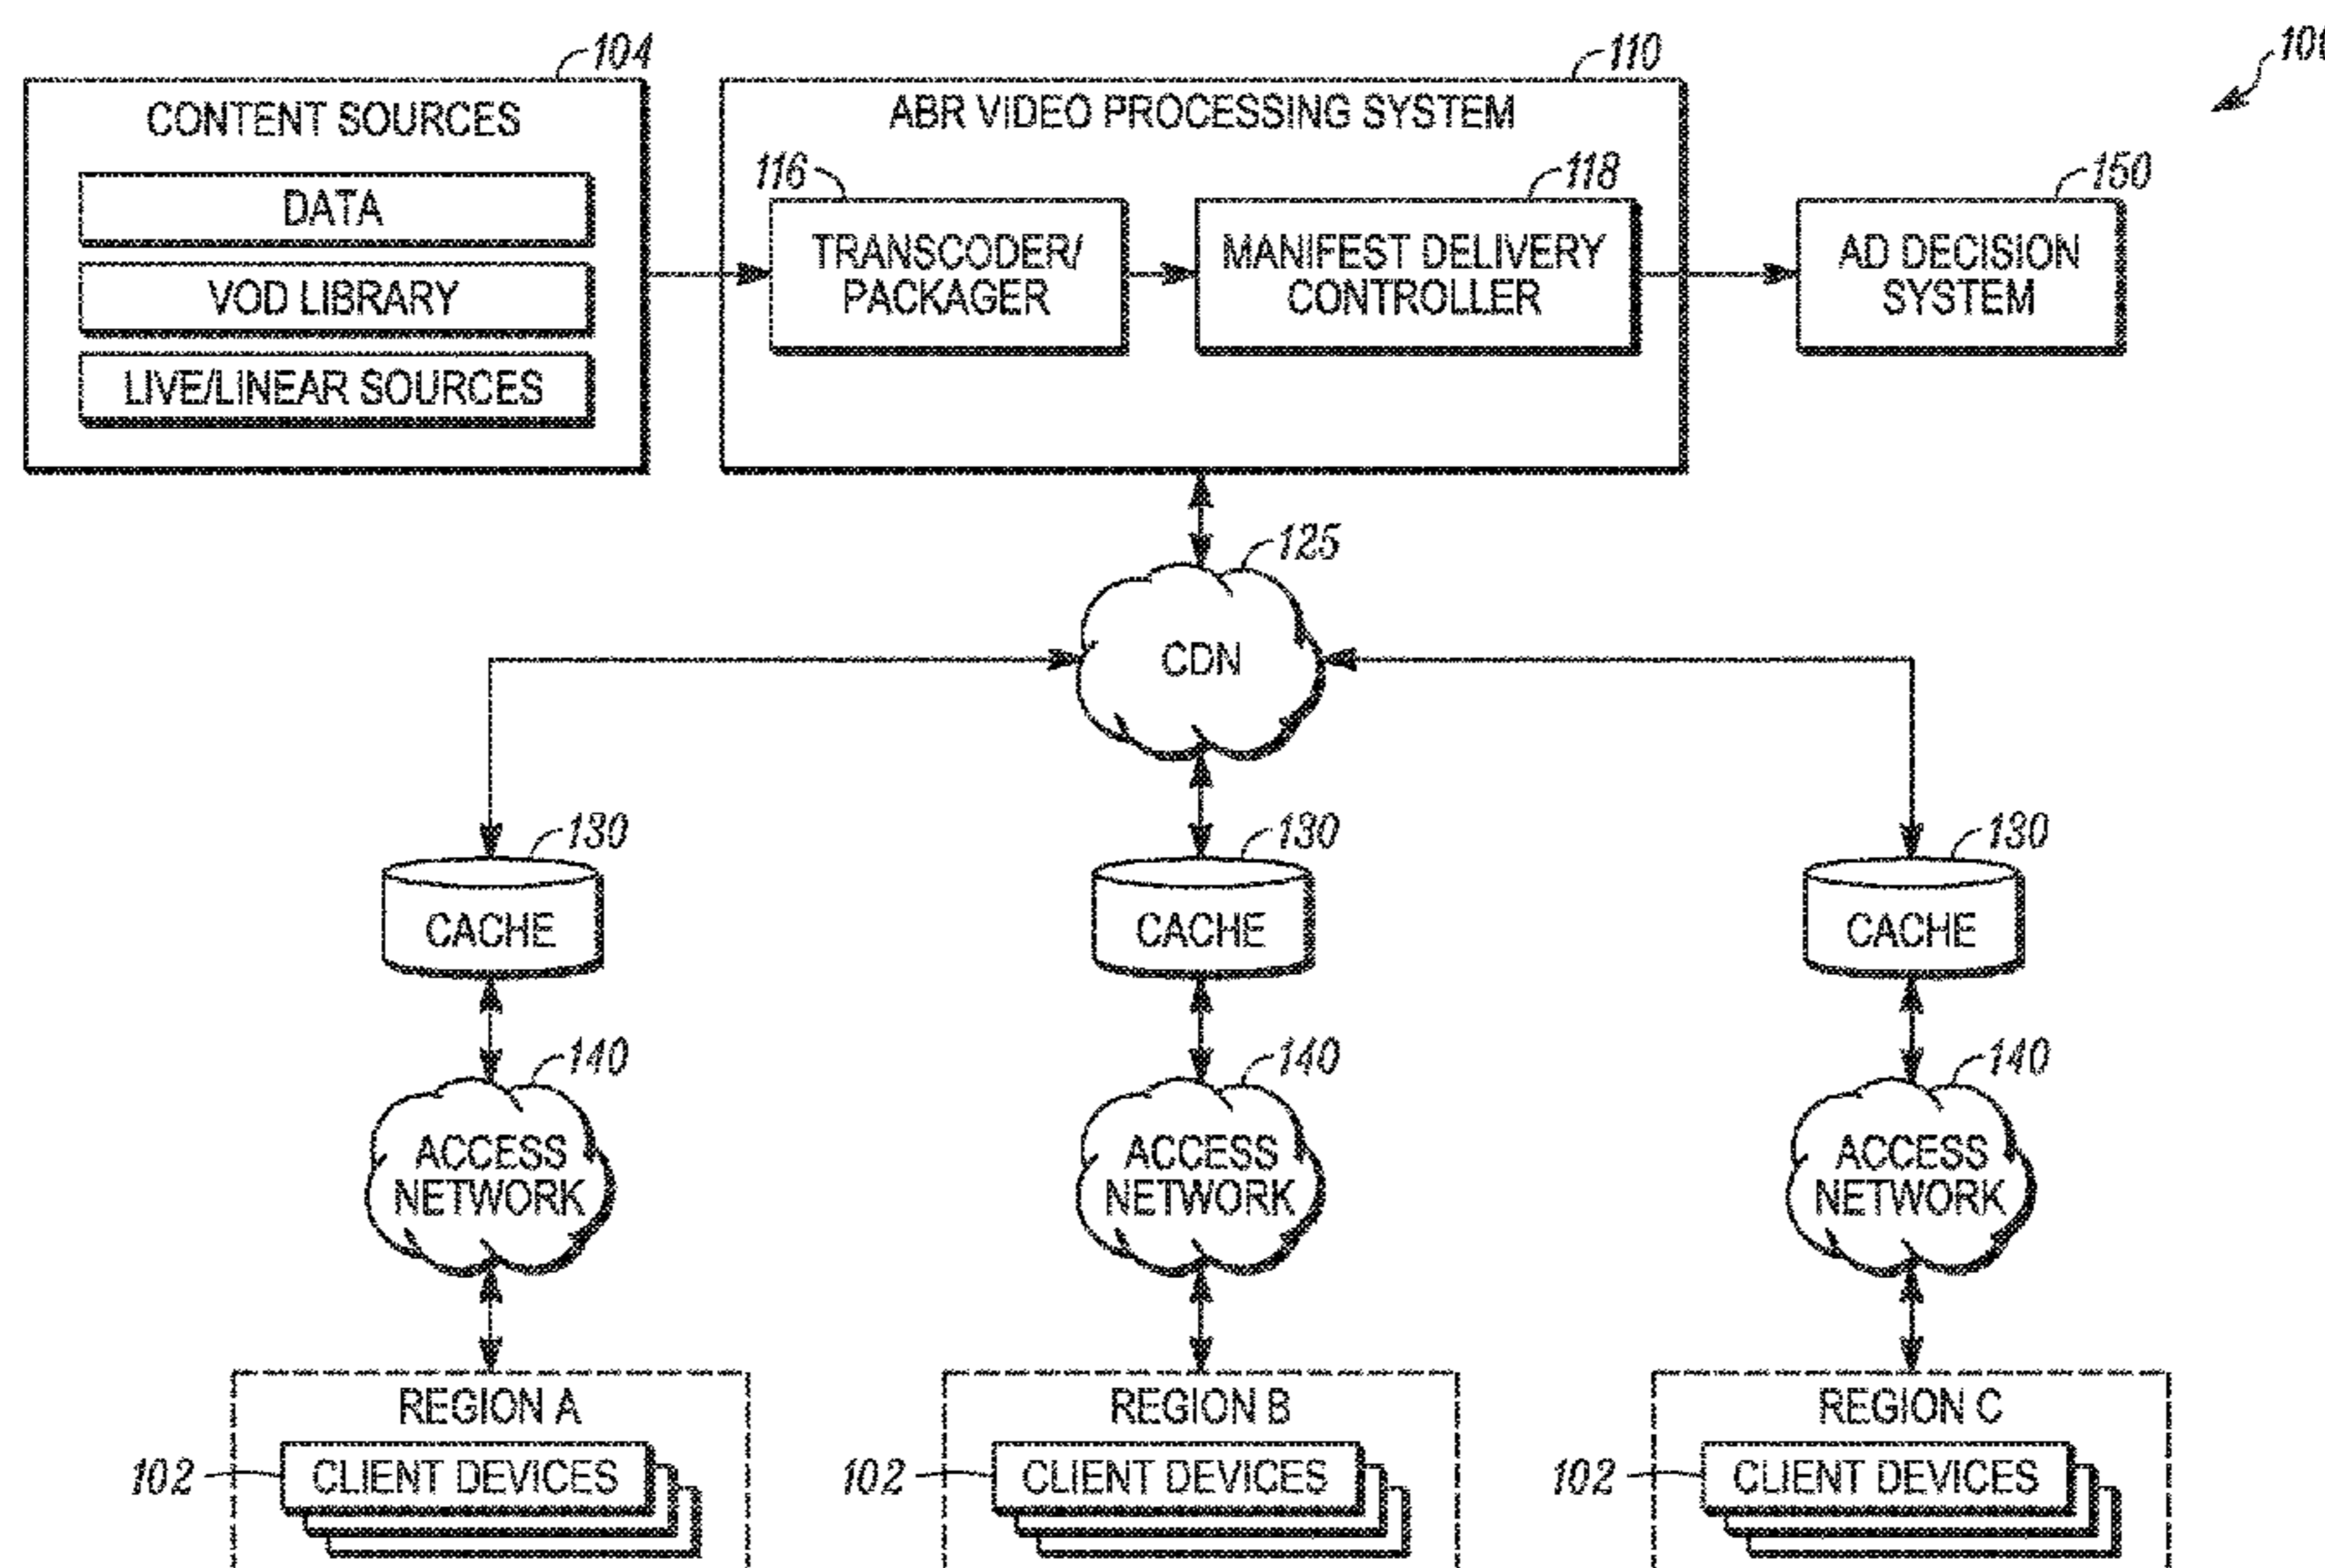 104
110
100
CONTENT SOURCES
ABR VIDEO PROCESSING SYSTEM
116
118
150
DATA
VOD LIBRARY
LIVE/LINEAR SOURCES
TRANSCODER/
PACKAGER
MANIFEST DELIVERY
CONTROLLER
AD DECISION
SYSTEM
125
CDN
130
130
130
CACHE
CACHE
CACHE
140
140
140
ACCESS
NETWORK
ACCESS
NETWORK
ACCESS
NETWORK
REGION A
REGION B
REGION C
102
CLIENT DEVICES
102
CLIENT DEVICES
102
CLIENT DEVICES